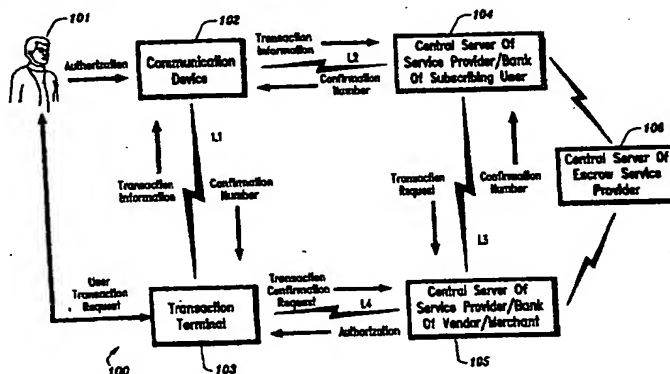 101
102
104
Transaction
Information
Authorization
Communication
Device
L2
Confirmation
Number
Central Server Of
Service Provider/Bank
Of Subscribing User
106
Central Server Of
Escrow Service
Provider
L1
Transaction
Information
Confirmation
Number
Transaction
Request
Confirmation
Number
L3
User
Transaction
Request
Transaction
Terminal
Transaction
Confirmation
Request
L4
Authorization
Central Server Of
Service Provider/Bank
Of Vendor/Merchant
100
103
105